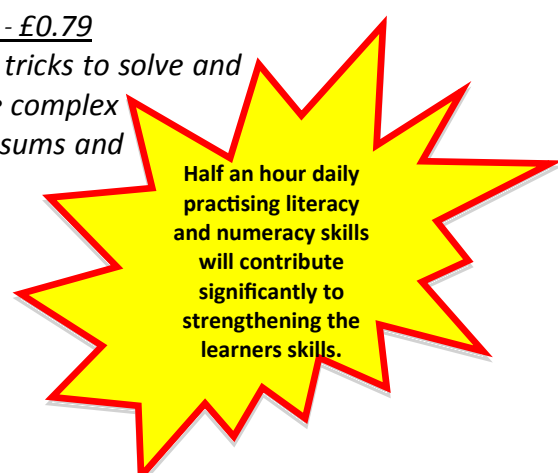 - £0.79
tricks to solve and
complex
sums and
Half an hour daily
practising literacy
and numeracy skills
will contribute
significantly to
strengthening the
learners skills.